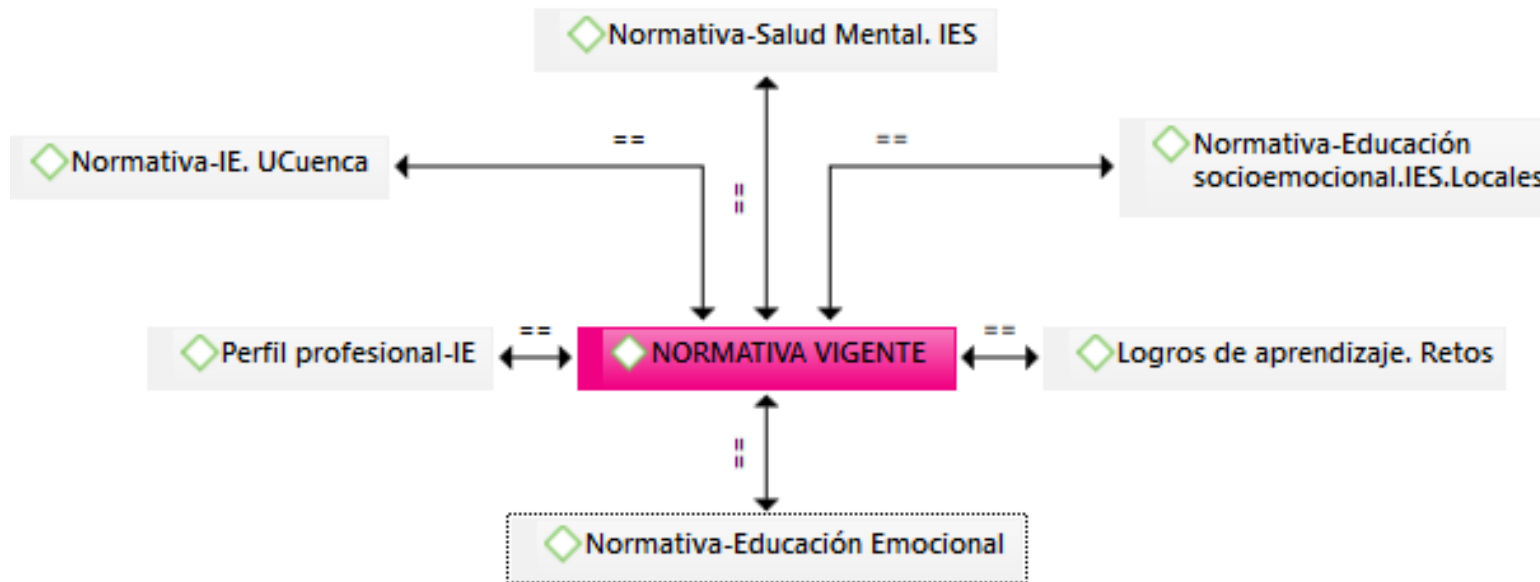 Normativa-Salud Mental. IES
==
==
Normativa-IE. UCuenca
Normativa-Educación
socioemocional.IES.Locales
==
Perfil profesional-IE
==
NORMATIVA VIGENTE
==
Logros de aprendizaje. Retos
==
Normativa-Educación Emocional